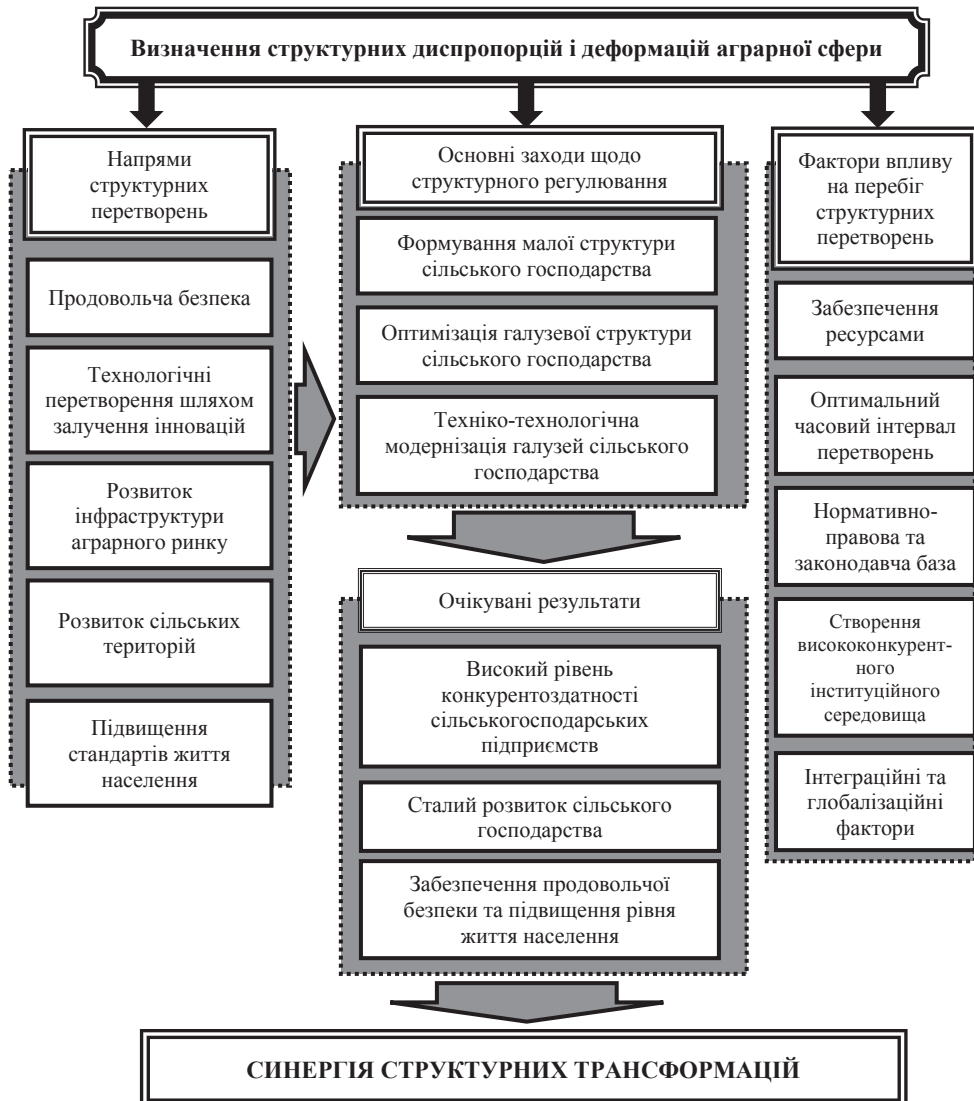 Визначення структурних диспропорцій і деформацій аграрної сфери
Напрями
структурних
перетворень
Продовольча безпека
Технологічні
перетворення шляхом
залучення інновацій
Розвиток
інфраструктури
аграрного ринку
Розвиток сільських
територій
Підвищення
стандартів життя
населення
Основні заходи щодо
структурного регулювання
Формування малої структури
сільського господарства
Оптимізація галузевої структури
сільського господарства
Техніко-технологічна
модернізація галузей сільського
господарства
Очікувані результати
Високий рівень
конкурентоздатності
сільськогосподарських
підприємств
Сталий розвиток сільського
господарства
Забезпечення продовольчої
безпеки та підвищення рівня
життя населення
Фактори впливу
на перебіг
структурних
перетворень
Забезпечення
ресурсами
Оптимальний
часовий інтервал
перетворень
Нормативно-
правова та
законодавча база
Створення
висококонкурент-
ного
інституційного
середовища
Інтеграційні та
глобалізаційні
фактори
СИНЕРГІЯ СТРУКТУРНИХ ТРАНСФОРМАЦІЙ